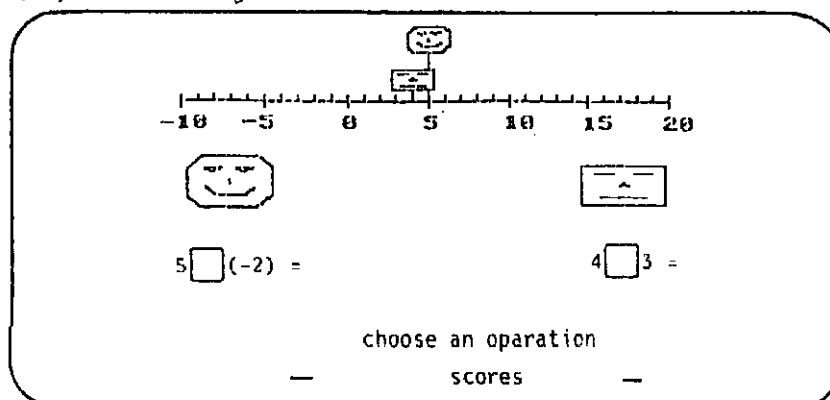 -10 -5 0 5 10 15 20
5 (-2) = 4 3 =
choose an oparation
— scores —